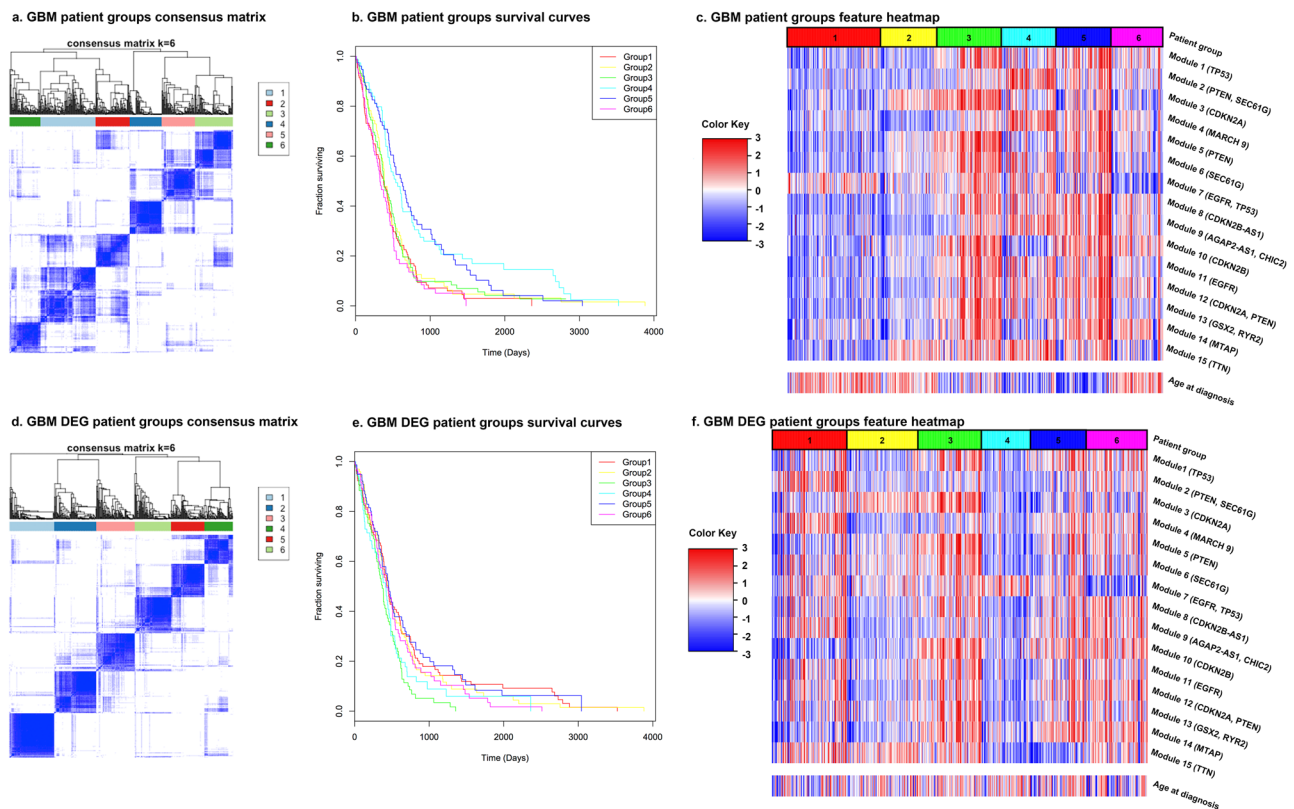 a. GBM patient groups consensus matrix
consensus matrix k=6
1
2
3
4
5
6
b. GBM patient groups survival curves
Fraction surviving
1.0
0.8
0.6
0.4
0.2
0.0
0
1000
2000
3000
4000
Time (Days)
Group1
Group2
Group3
Group4
Group5
Group6
c. GBM patient groups feature heatmap
Color Key
3
2
1
0
-1
-2
-3
1
2
3
4
5
6
Patient group
Module 1 (TP53)
Module 2 (PTEN, SEC61G)
Module 3 (CDKN2A)
Module 4 (MARCH 9)
Module 5 (PTEN)
Module 6 (SEC61G)
Module 7 (EGFR, TP53)
Module 8 (CDKN2B-AS1)
Module 9 (AGAP2-AS1, CHIC2)
Module 10 (CDKN2B)
Module 11 (EGFR)
Module 12 (CDKN2A, PTEN)
Module 13 (GSX2, RYR2)
Module 14 (MTAP)
Module 15 (TTN)
Age at diagnosis
d. GBM DEG patient groups consensus matrix
consensus matrix k=6
1
2
3
4
5
6
e. GBM DEG patient groups survival curves
Fraction surviving
1.0
0.8
0.6
0.4
0.2
0.0
0
1000
2000
3000
4000
Time (Days)
Group1
Group2
Group3
Group4
Group5
Group6
f. GBM DEG patient groups feature heatmap
Color Key
3
2
1
0
-1
-2
-3
1
2
3
4
5
6
Patient group
Module1 (TP53)
Module 2 (PTEN, SEC61G)
Module 3 (CDKN2A)
Module 4 (MARCH 9)
Module 5 (PTEN)
Module 6 (SEC61G)
Module 7 (EGFR, TP53)
Module 8 (CDKN2B-AS1)
Module 9 (AGAP2-AS1, CHIC2)
Module 10 (CDKN2B)
Module 11 (EGFR)
Module 12 (CDKN2A, PTEN)
Module 13 (GSX2, RYR2)
Module 14 (MTAP)
Module 15 (TTN)
Age at diagnosis